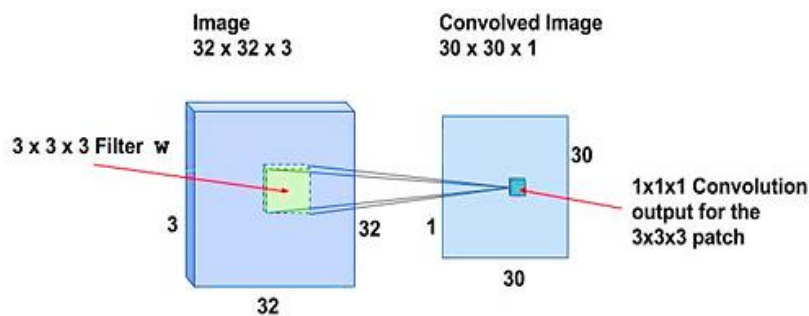 Image
32 x 32 x 3
Convolved Image
30 x 30 x 1
3 x 3 x 3 Filter w
3
32
32
1
30
30
1x1x1 Convolution
output for the
3x3x3 patch